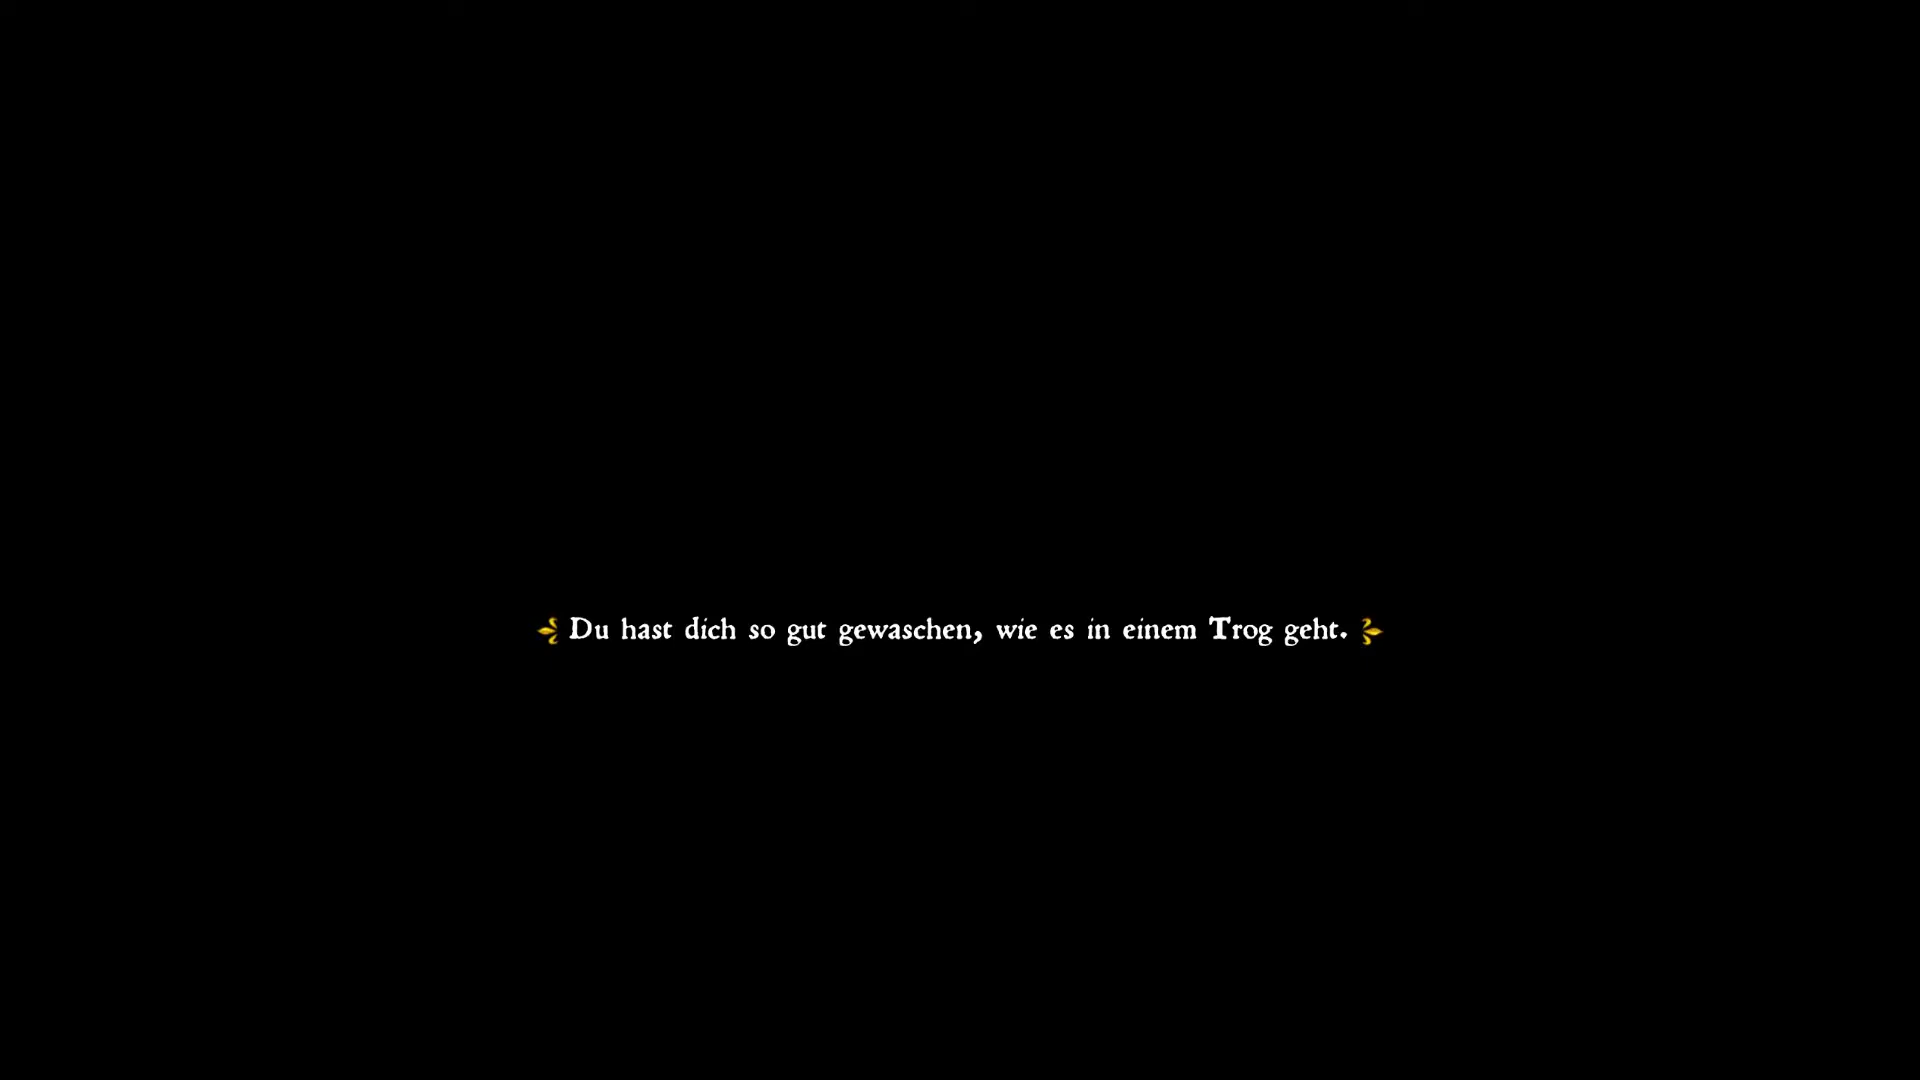 Du hast dich so gut gewaschen, wie es in einem Trog geht.